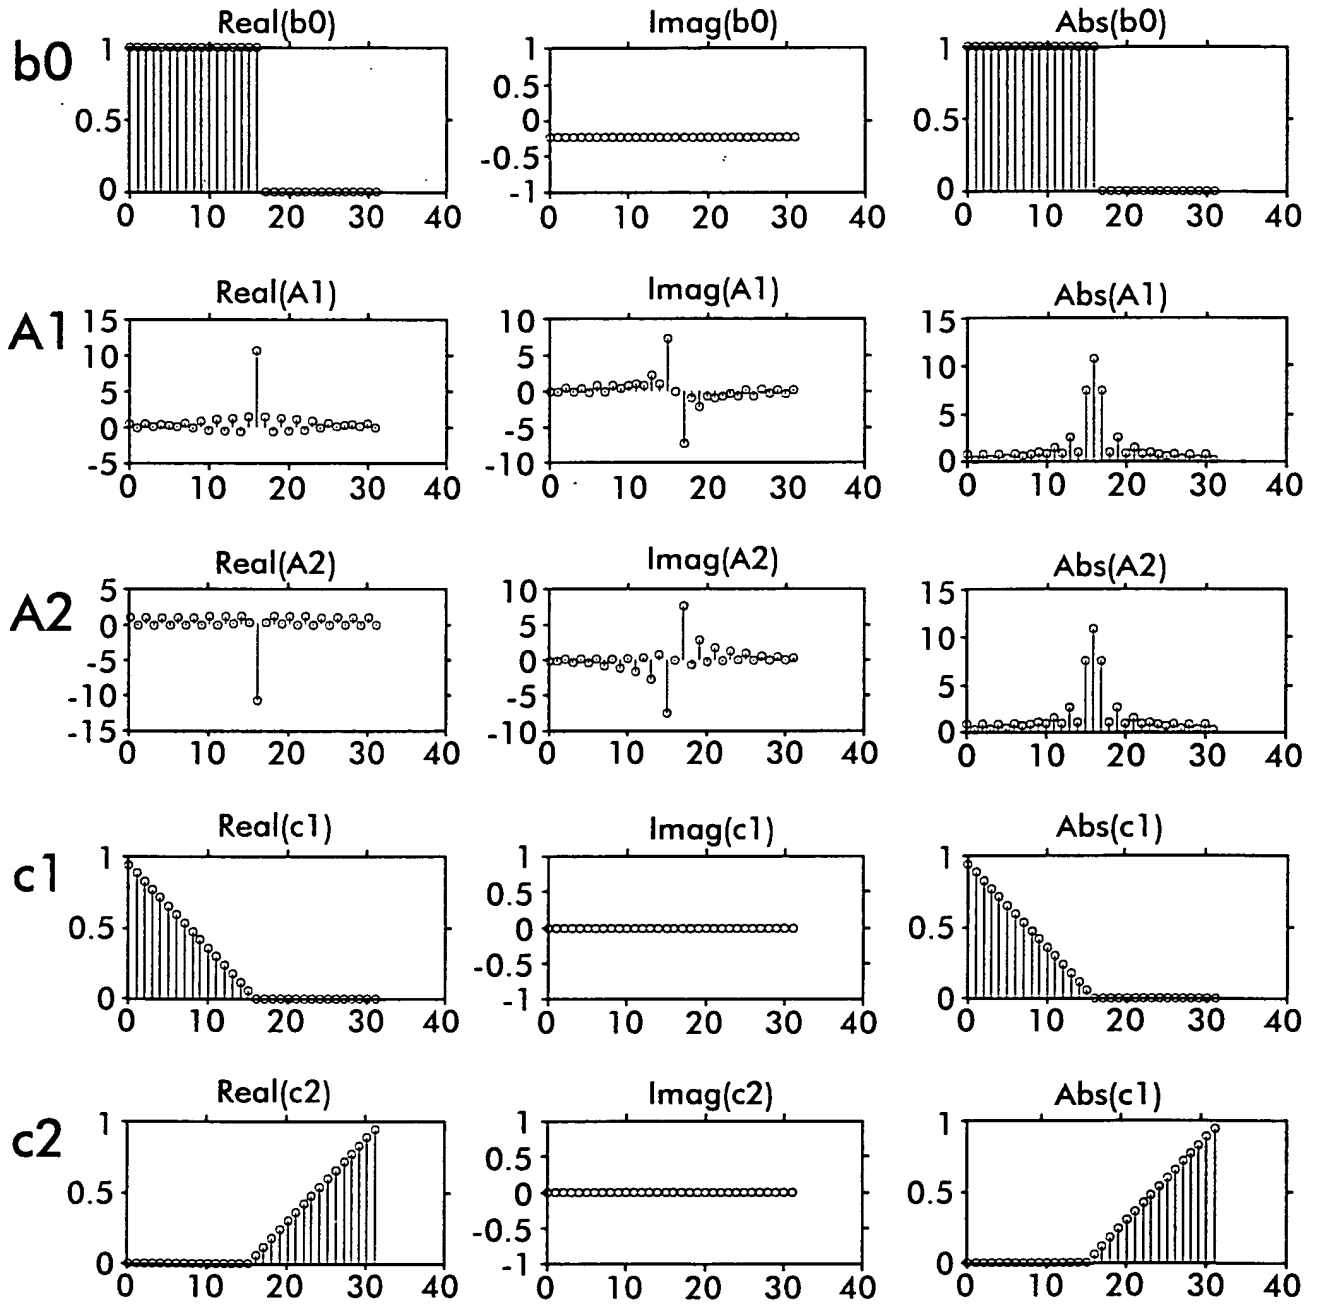 Real(b0) Imag(b0) Abs(b0)
b0
1 0.5 0
0 10 20 30 40
1 0.5 0 -0.5 -1
0 10 20 30 40
1 0.5 0
0 10 20 30 40
Real(A1) Imag(A1) Abs(A1)
A1
15 10 5 0 -5
0 10 20 30 40
10 5 0 -5 -10
0 10 20 30 40
15 10 5 0
0 10 20 30 40
Real(A2) Imag(A2) Abs(A2)
A2
5 0 -5 -10 -15
0 10 20 30 40
10 5 0 -5 -10
0 10 20 30 40
15 10 5 0
0 10 20 30 40
Real(c1) Imag(c1) Abs(c1)
c1
1 0.5 0
0 10 20 30 40
1 0.5 0 -0.5 -1
0 10 20 30 40
1 0.5 0
0 10 20 30 40
Real(c2) Imag(c2) Abs(c1)
c2
1 0.5 0
0 10 20 30 40
1 0.5 0 -0.5 -1
0 10 20 30 40
1 0.5 0
0 10 20 30 40